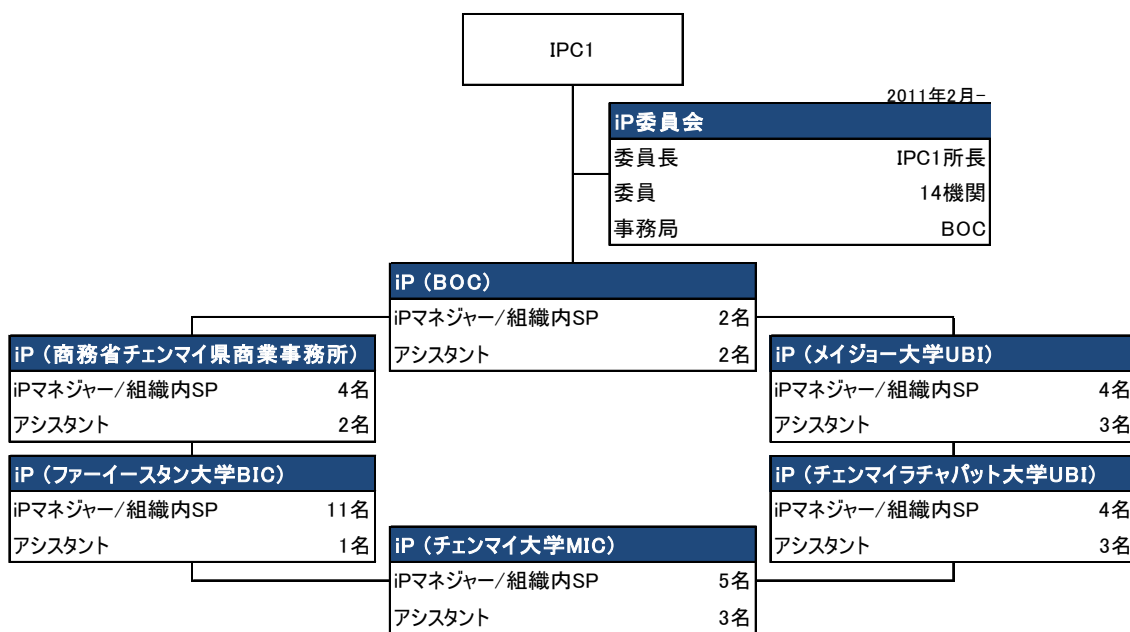 IPC1
2011年2月-
iP委員会
委員長 IPC1所長
委員 14機関
事務局 BOC
iP（BOC）
iPマネジャー/組織内SP 2名
アシスタント 2名
iP（商務省チェンマイ県商業事務所）
iPマネジャー/組織内SP 4名
アシスタント 2名
iP（メイジョー大学UBI）
iPマネジャー/組織内SP 4名
アシスタント 3名
iP（ファーイースタン大学BIC）
iPマネジャー/組織内SP 11名
アシスタント 1名
iP（チェンマイラチャパット大学UBI）
iPマネジャー/組織内SP 4名
アシスタント 3名
iP（チェンマイ大学MIC）
iPマネジャー/組織内SP 5名
アシスタント 3名